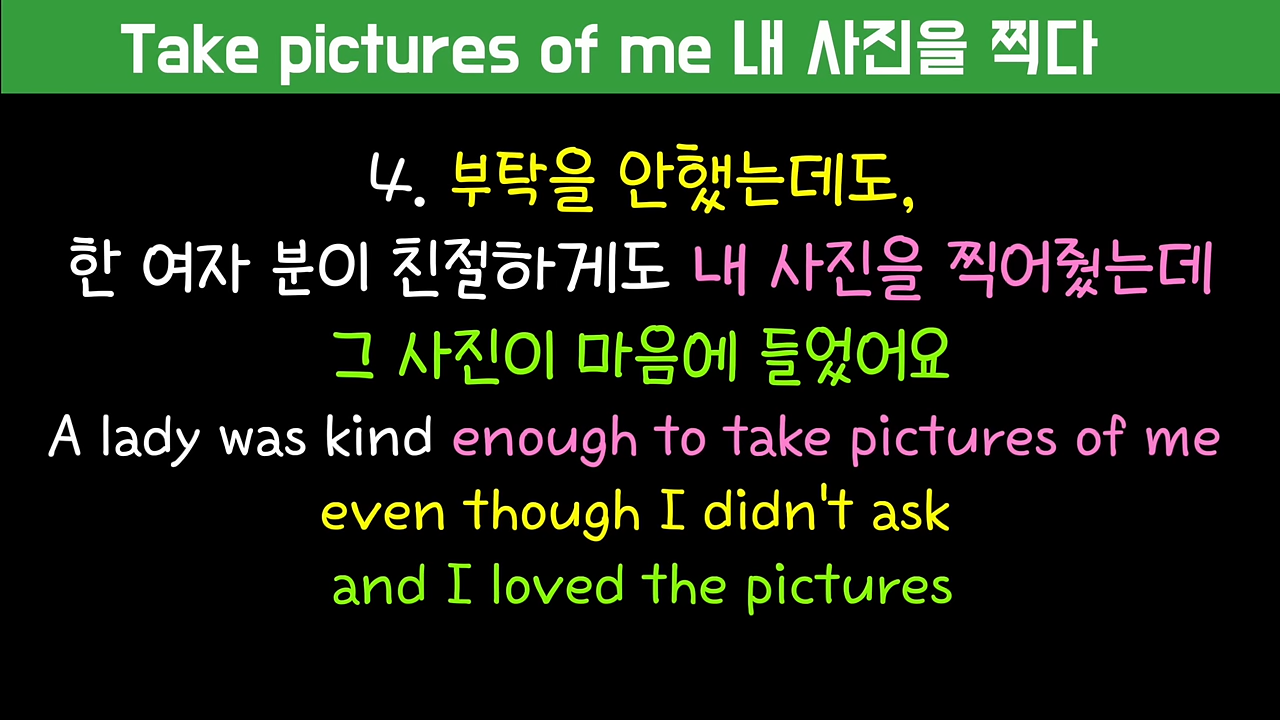 Take pictures of me 내 사진을 찍다
4. 부탁을 안했는데도,
한 여자 분이 친절하게도 내 사진을 찍어줬는데
그 사진이 마음에 들었어요
A lady was kind enough to take pictures of me
even though I didn't ask
and I loved the pictures